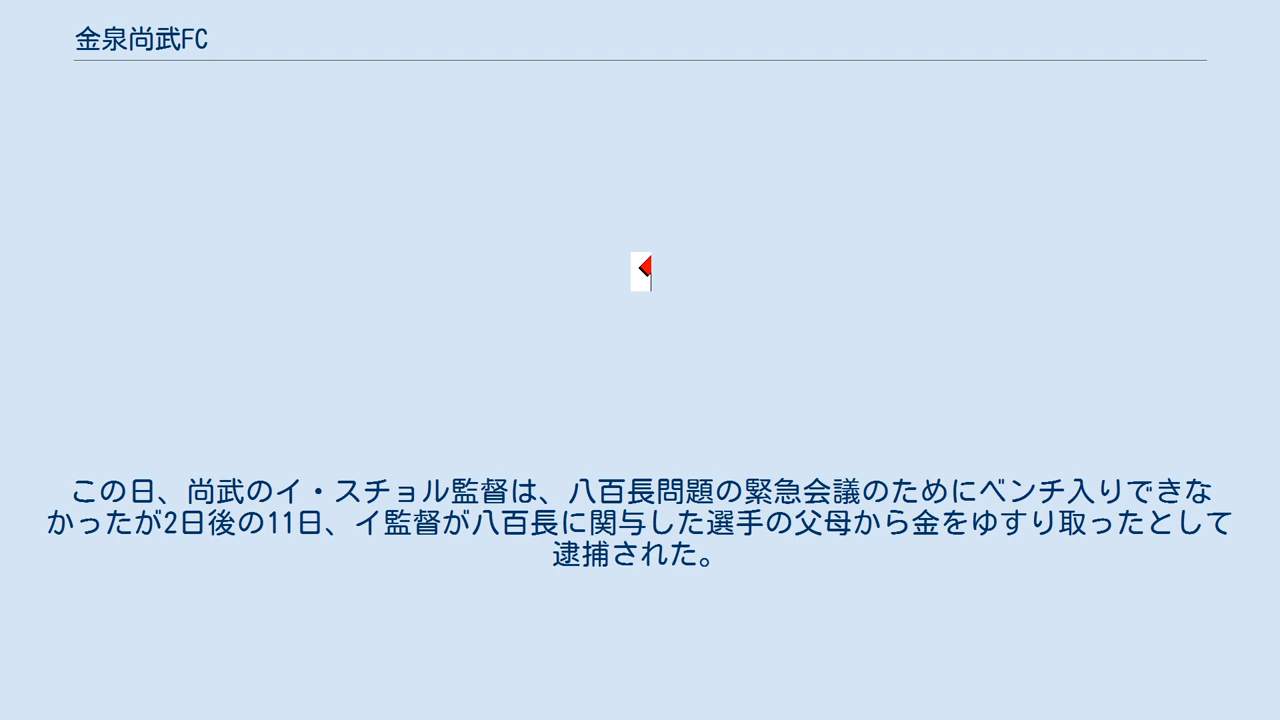 金泉尚武FC
この日、尚武のイ・スチョル監督は、八百長問題の緊急会議のためにベンチ入りできな
かったが2日後の11日、イ監督が八百長に関与した選手の父母から金をゆすり取ったとして
逮捕された。